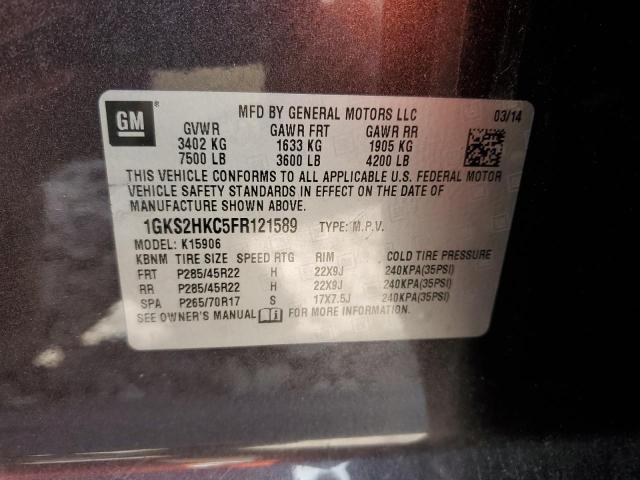 GM
MFD BY GENERAL MOTORS LLC 03/14
GVWR GAWR FRT GAWR RR
3402 KG 1633 KG 1905 KG
7500 LB 3600 LB 4200 LB
THIS VEHICLE CONFORMS TO ALL APPLICABLE U.S. FEDERAL MOTOR
VEHICLE SAFETY STANDARDS IN EFFECT ON THE DATE OF
MANUFACTURE SHOWN ABOVE.
1GKS2HKC5FR121589 TYPE: M.P.V.
MODEL: K15906
KBNM TIRE SIZE SPEED RTG RIM COLD TIRE PRESSURE
FRT P285/45R22 H 22X9J 240KPA(35PSI)
RR P285/45R22 H 22X9J 240KPA(35PSI)
SPA P265/70R17 S 17X7.5J 240KPA(35PSI)
SEE OWNER'S MANUAL FOR MORE INFORMATION.